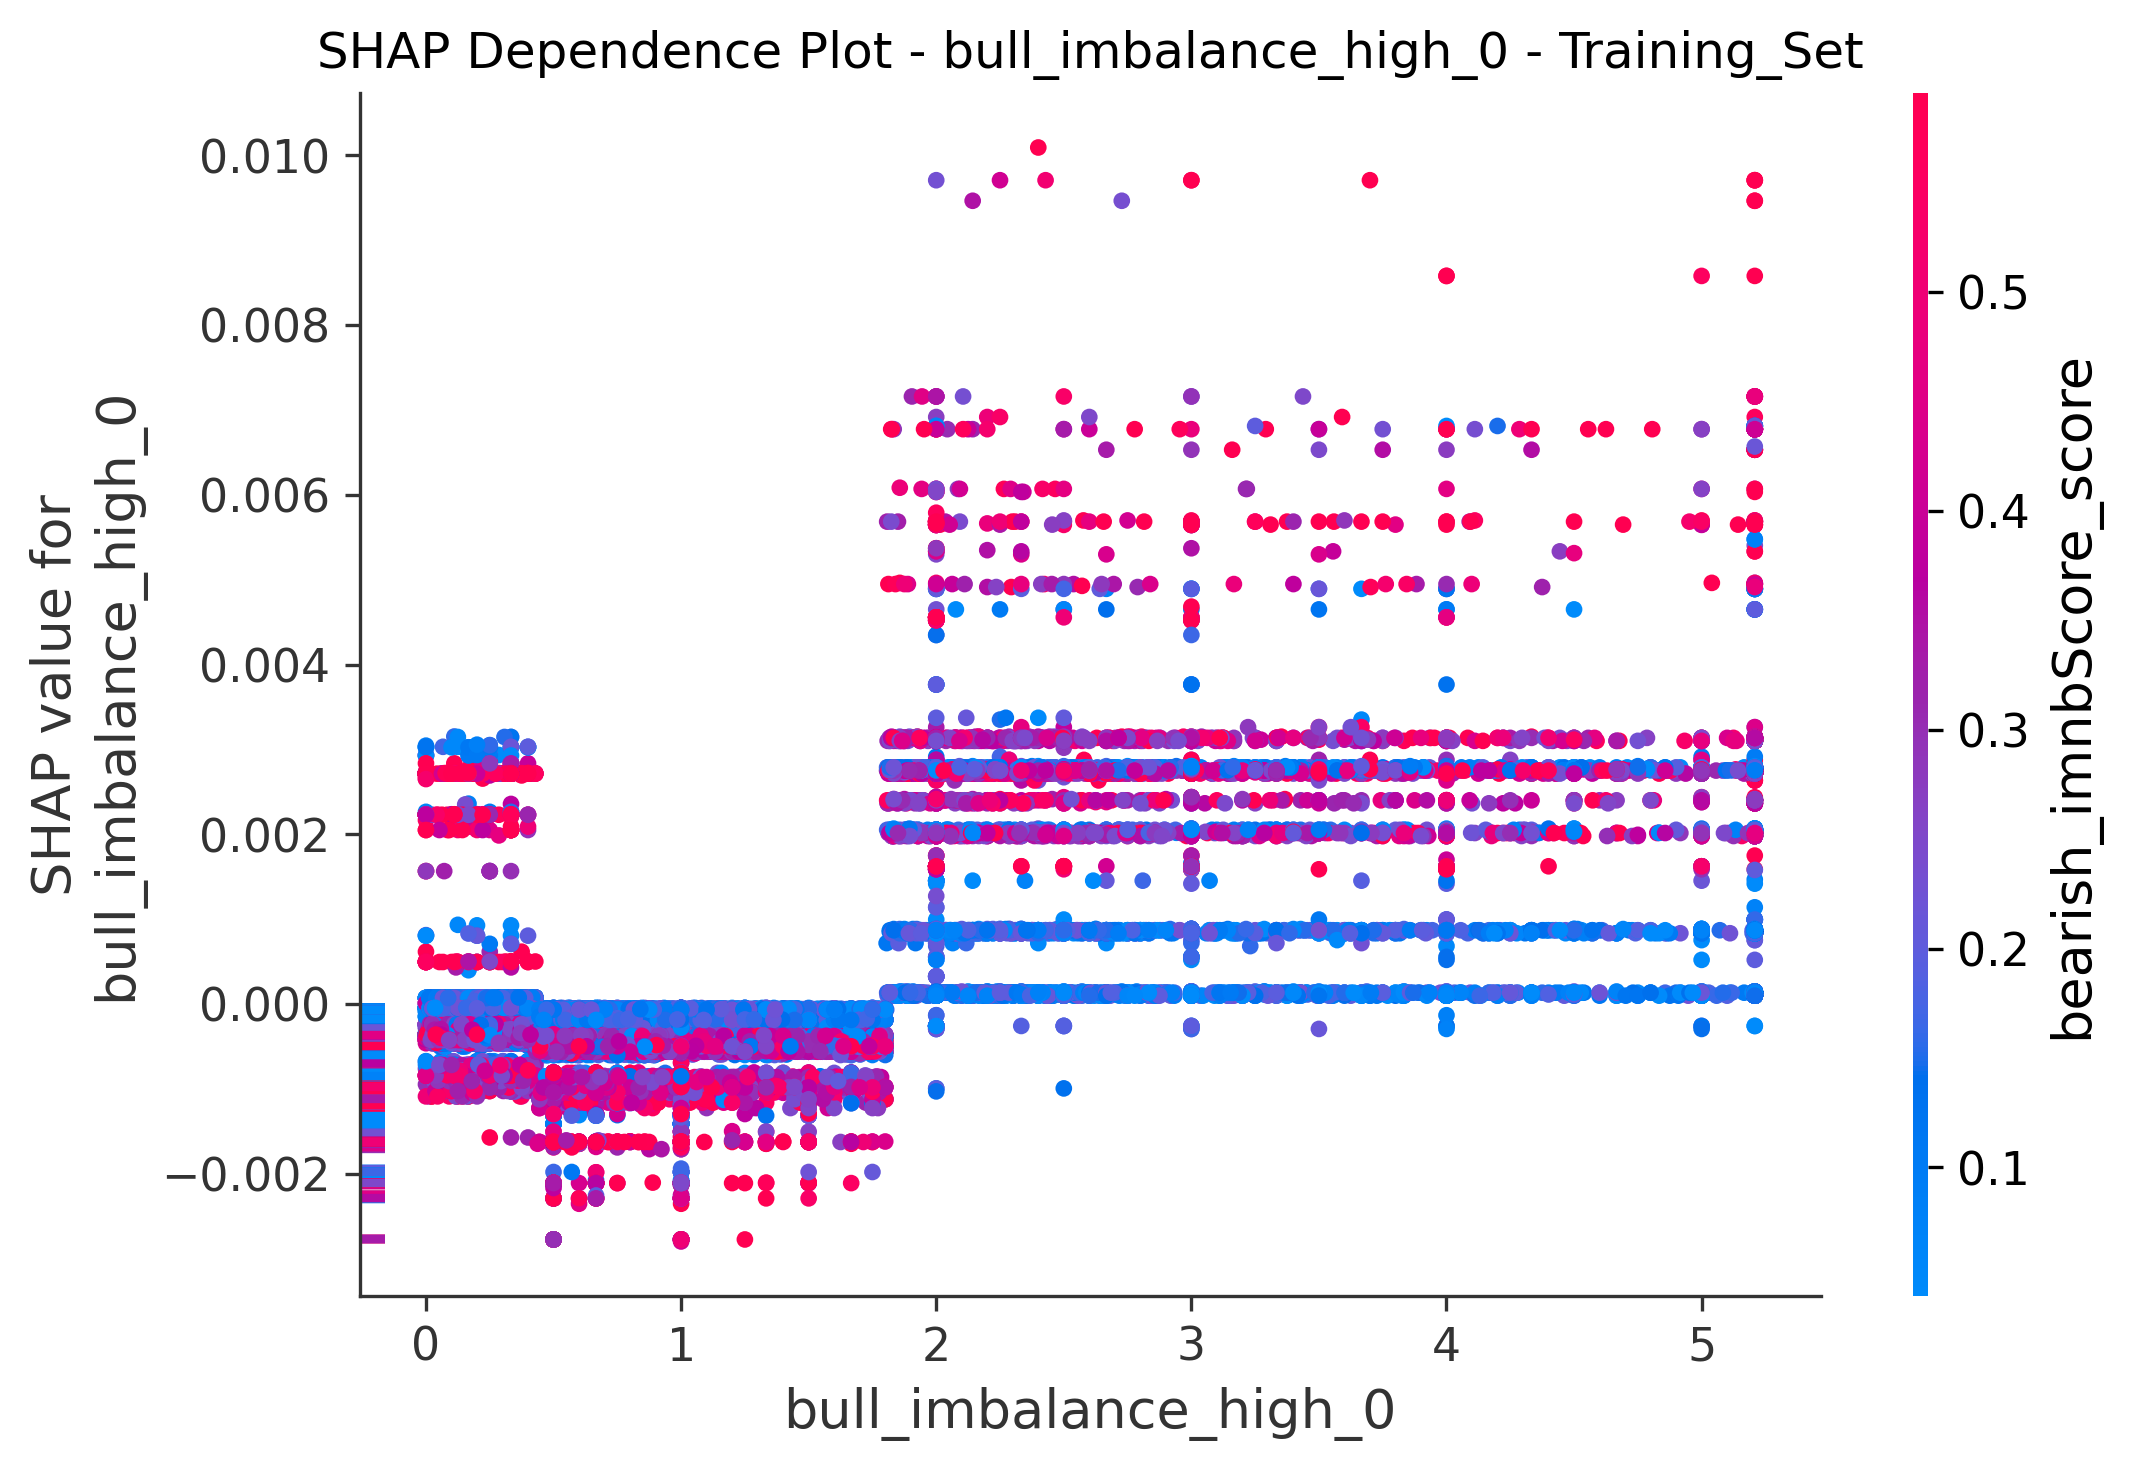 SHAP Dependence Plot - bull_imbalance_high_0 - Training_Set
SHAP value for
bull_imbalance_high_0
0.010
0.008
0.006
0.004
0.002
0.000
−0.002
0 1 2 3 4 5
bull_imbalance_high_0
0.5
0.4
0.3
0.2
0.1
bearish_imnbScore_score